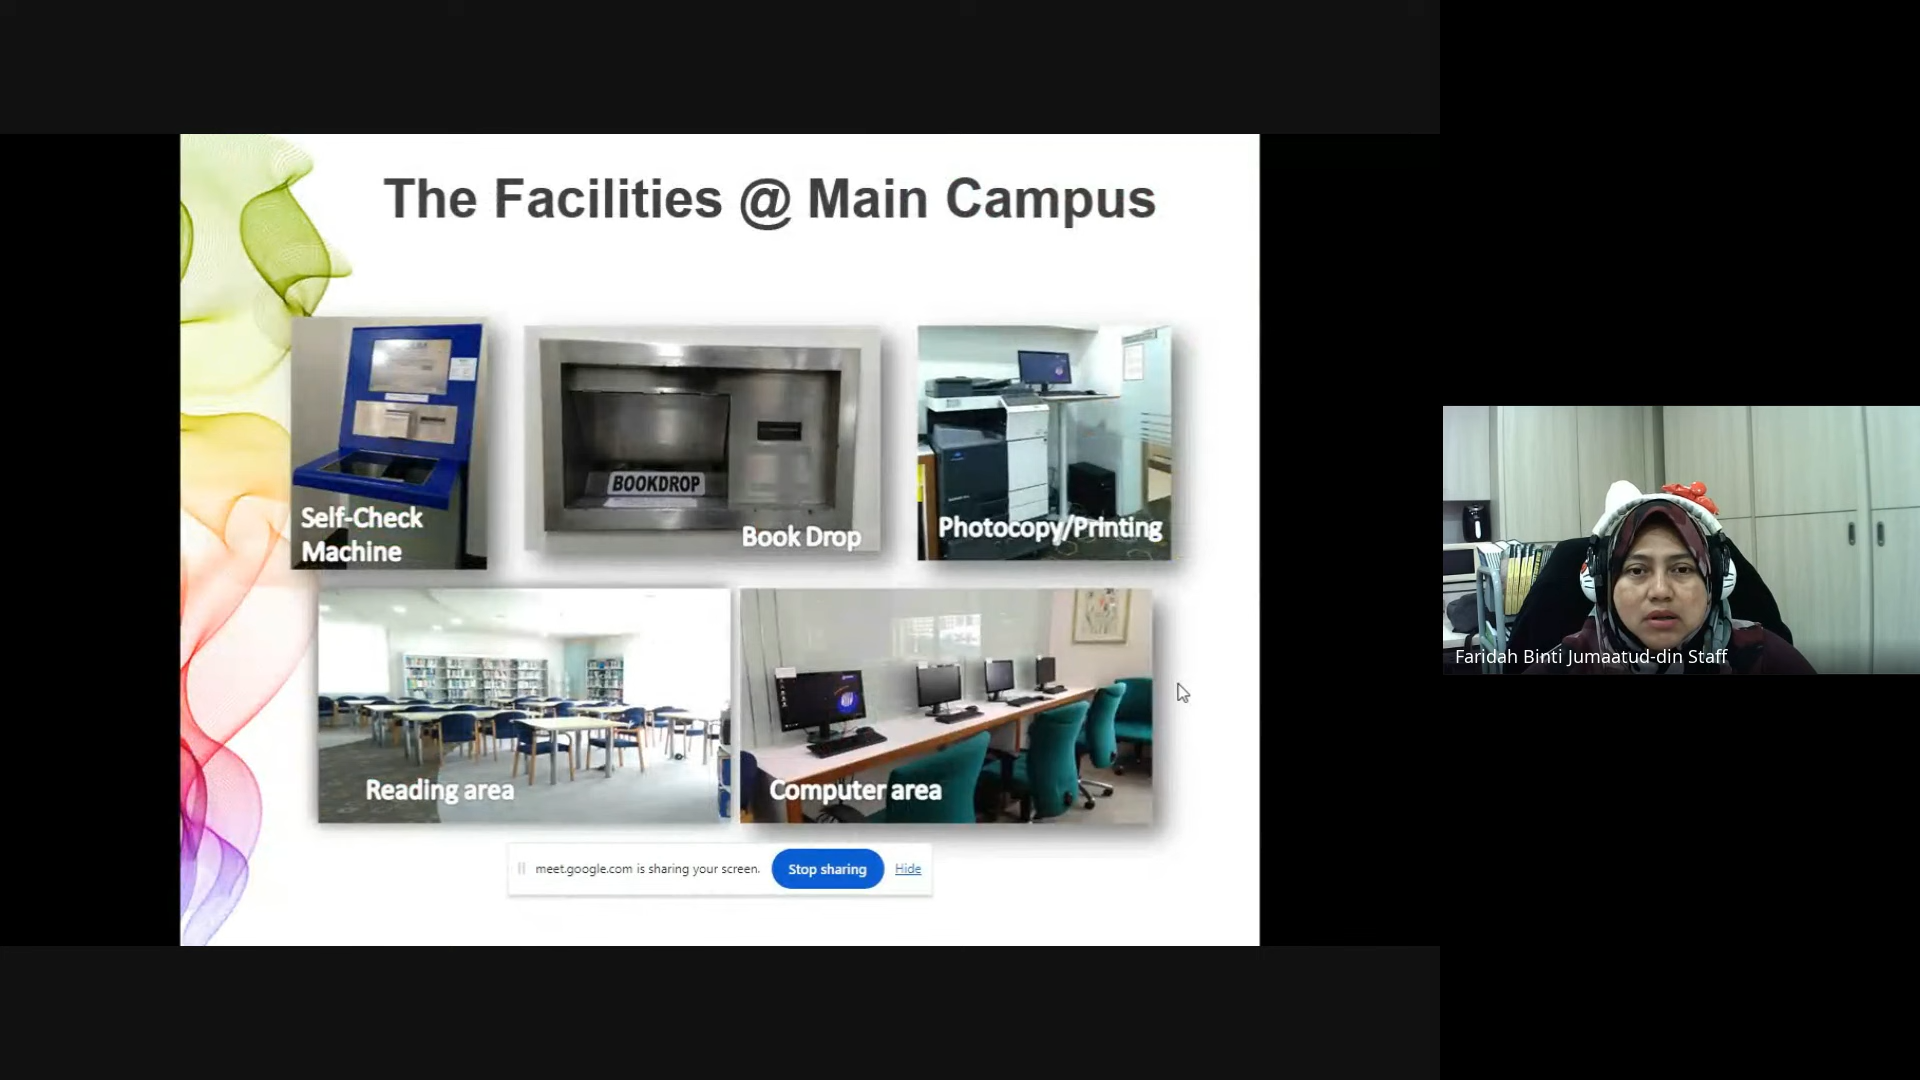 The Facilities @ Main Campus
Self-Check
Machine
BOOKDROP
Book Drop
Photocopy/Printing
Reading area
Computer area
meet.google.com is sharing your screen.
Stop sharing
Hide
Faridah Binti Jumaatud-din Staff